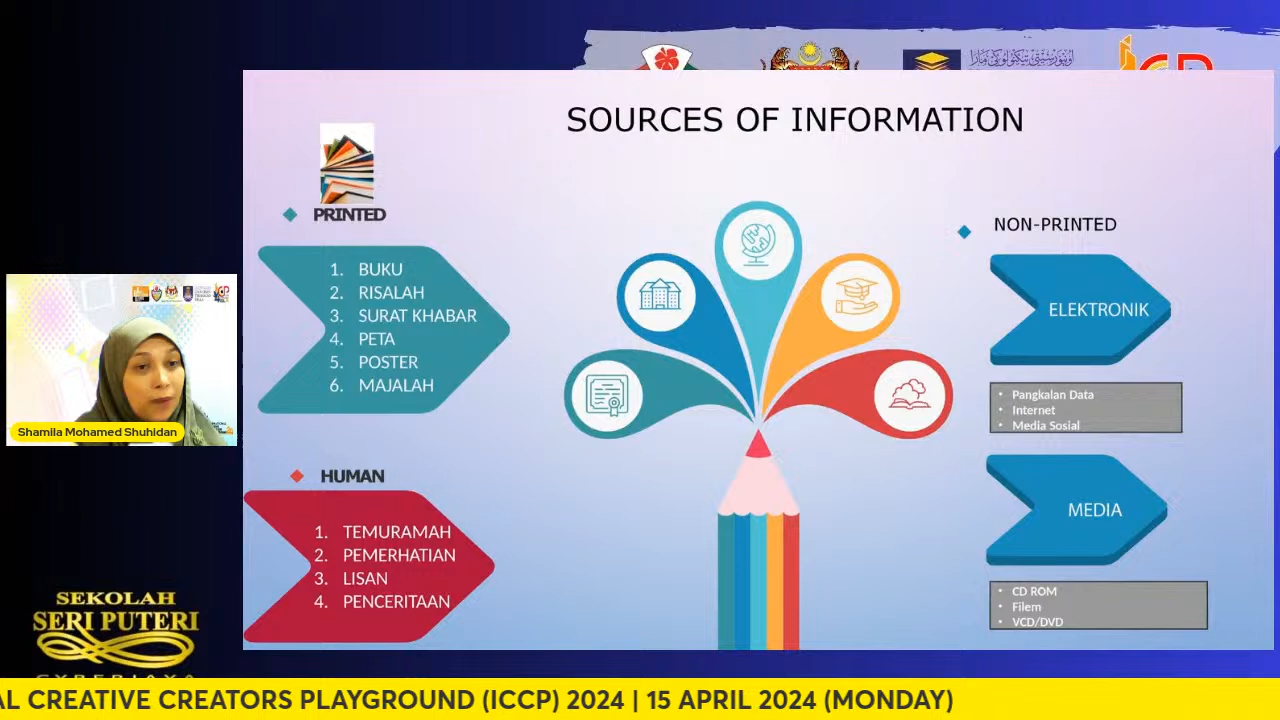 SOURCES OF INFORMATION
PRINTED
1. BUKU
2. RISALAH
3. SURAT KHABAR
4. PETA
5. POSTER
6. MAJALAH
HUMAN
1. TEMURAMAH
2. PEMERHATIAN
3. LISAN
4. PENCERITAAN
NON-PRINTED
ELEKTRONIK
• Pangkalan Data
• Internet
• Media Sosial
MEDIA
• CD ROM
• Filem
• VCD/DVD
Shamila Mohamed Shuhidan
SEKOLAH
SERI PUTERI
CYBERJAYA
AL CREATIVE CREATORS PLAYGROUND (ICCP) 2024 | 15 APRIL 2024 (MONDAY)